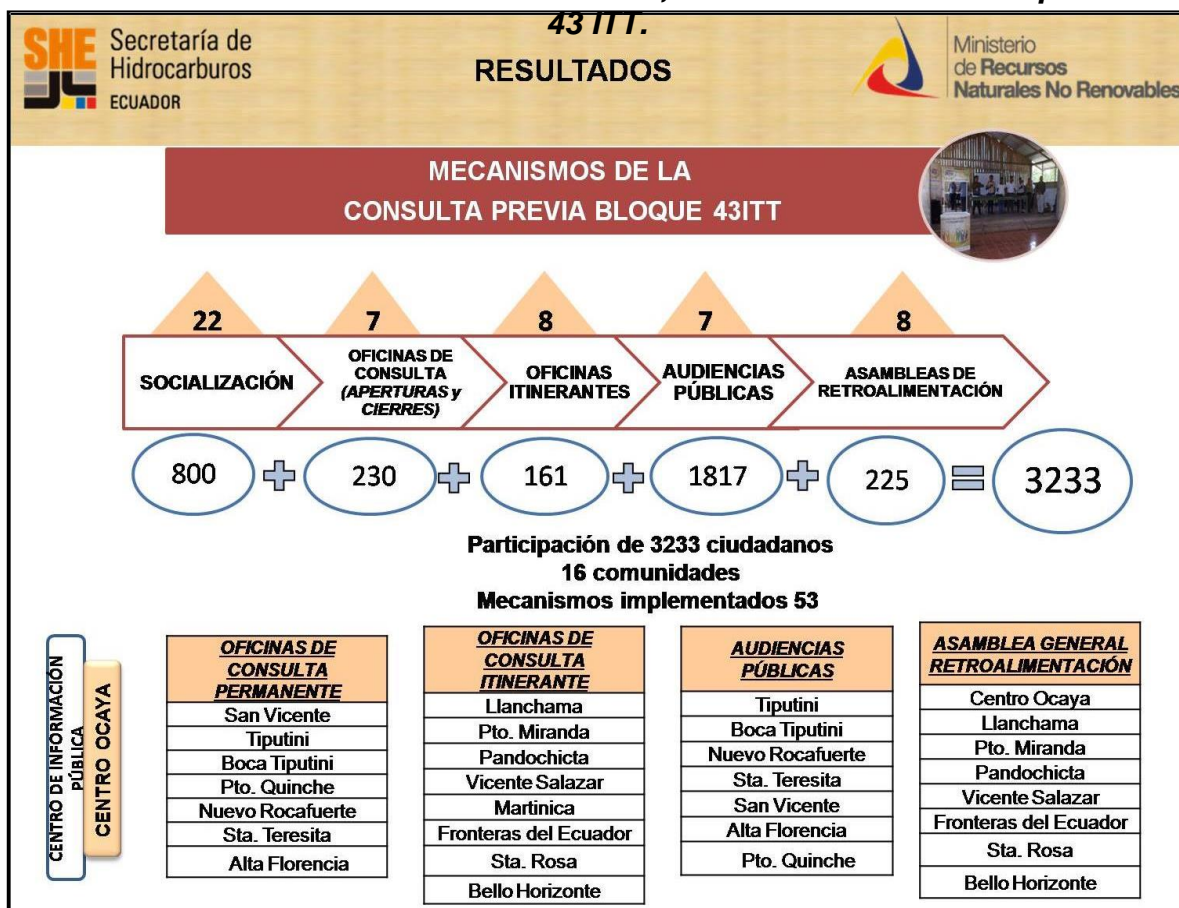 43 ITT.
SHE Secretaría de
Hidrocarburos
ECUADOR
RESULTADOS
Ministerio
de Recursos
Naturales No Renovables
MECANISMOS DE LA
CONSULTA PREVIA BLOQUE 43ITT
22
7
8
7
8
SOCIALIZACIÓN
OFICINAS DE
CONSULTA
(APERTURAS y
CIERRES)
OFICINAS
ITINERANTES
AUDIENCIAS
PÚBLICAS
ASAMBLEAS DE
RETROALIMENTACIÓN
800 + 230 + 161 + 1817 + 225 = 3233
Participación de 3233 ciudadanos
16 comunidades
Mecanismos implementados 53
CENTRO DE INFORMACIÓN
PÚBLICA
CENTRO OCAYA
OFICINAS DE
CONSULTA
PERMANENTE
San Vicente
Tiputini
Boca Tiputini
Pto. Quinche
Nuevo Rocafuerte
Sta. Teresita
Alta Florencia
OFICINAS DE
CONSULTA
ITINERANTE
Llanchama
Pto. Miranda
Pandochicta
Vicente Salazar
Martinica
Fronteras del Ecuador
Sta. Rosa
Bello Horizonte
AUDIENCIAS
PÚBLICAS
Tiputini
Boca Tiputini
Nuevo Rocafuerte
Sta. Teresita
San Vicente
Alta Florencia
Pto. Quinche
ASAMBLEA GENERAL
RETROALIMENTACIÓN
Centro Ocaya
Llanchama
Pto. Miranda
Pandochicta
Vicente Salazar
Fronteras del Ecuador
Sta. Rosa
Bello Horizonte